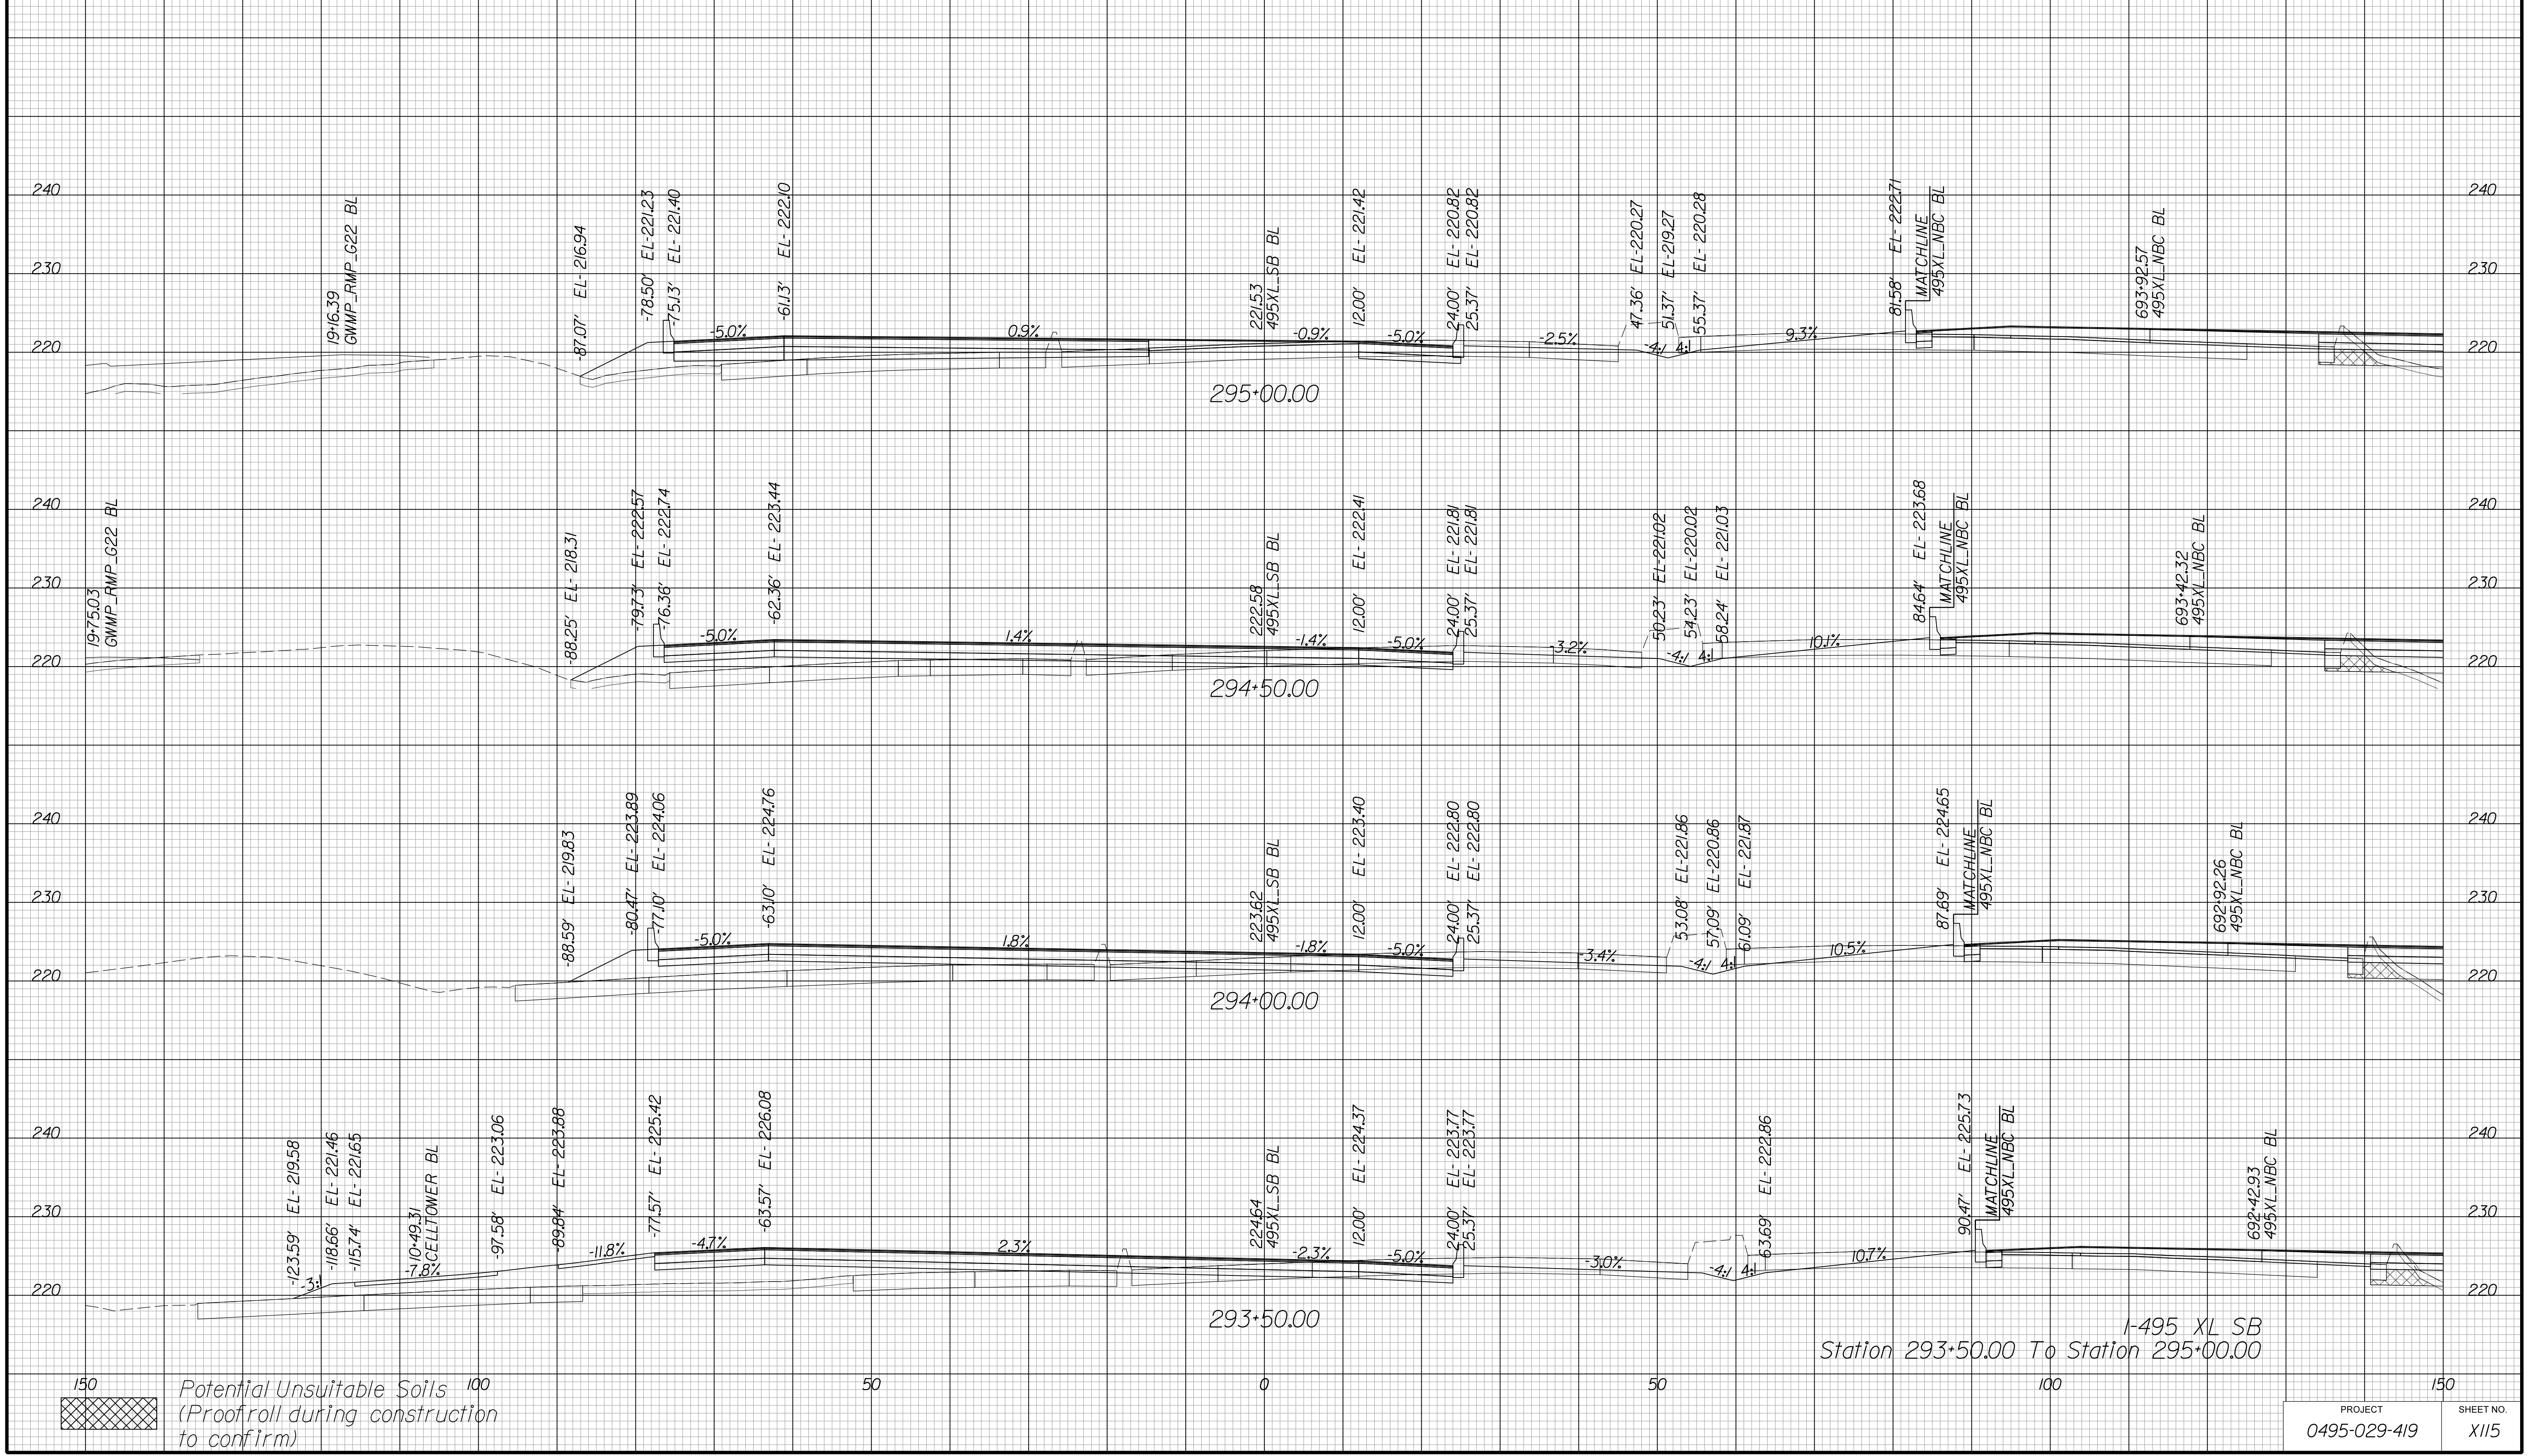 240
19+16.39
GWMP_RMP_G22 BL
-87.07' EL- 216.94
-78.50' EL-221.23
-75.13' EL- 221.40
-61.13' EL- 222.10
221.53
495XL_SB BL
12.00' EL- 221.42
24.00' EL- 220.82
25.37' EL- 220.82
47.36' EL-220.27
51.37' EL-219.27
55.37' EL- 220.28
81.58' EL- 222.71
MATCHLINE
495XL_NBC BL
693+92.57
495XL_NBC BL
240
230
230
220
-5.0%
0.9%
-0.9%
-5.0%
-2.5%
-4:1
4:1
9.3%
220
295+00.00
240
19+75.03
GWMP_RMP_G22 BL
-88.25' EL- 218.31
-79.73' EL- 222.57
-76.36' EL- 222.74
-62.36' EL- 223.44
222.58
495XL_SB BL
12.00' EL- 222.41
24.00' EL- 221.81
25.37' EL- 221.81
50.23' EL-221.02
54.23' EL-220.02
58.24' EL- 221.03
84.64' EL- 223.68
MATCHLINE
495XL_NBC BL
693+42.32
495XL_NBC BL
240
230
230
220
-5.0%
1.4%
-1.4%
-5.0%
-3.2%
-4:1
4:1
10.1%
220
294+50.00
240
-88.59' EL- 219.83
-80.47' EL- 223.89
-77.10' EL- 224.06
-63.10' EL- 224.76
223.62
495XL_SB BL
12.00' EL- 223.40
24.00' EL- 222.80
25.37' EL- 222.80
53.08' EL-221.86
57.09' EL-220.86
61.09' EL- 221.87
87.69' EL- 224.65
MATCHLINE
495XL_NBC BL
692+92.26
495XL_NBC BL
240
230
230
220
-5.0%
1.8%
-1.8%
-5.0%
-3.4%
-4:1
4:1
10.5%
220
294+00.00
240
-123.59' EL- 219.58
-118.66' EL- 221.46
-115.74' EL- 221.65
10+49.31
CELLTOWER BL
-97.58' EL- 223.06
-89.84' EL- 223.88
-77.57' EL- 225.42
-63.57' EL- 226.08
224.64
495XL_SB BL
12.00' EL- 224.37
24.00' EL- 223.77
25.37' EL- 223.77
63.69' EL- 222.86
90.47' EL- 225.73
MATCHLINE
495XL_NBC BL
692+42.93
495XL_NBC BL
240
230
230
220
-3:1
-7.8%
-11.8%
-4.7%
2.3%
-2.3%
-5.0%
-3.0%
-4:1
4:1
10.7%
220
293+50.00
I-495 XL SB
Station 293+50.00 To Station 295+00.00
150
100
50
0
50
100
150
Potential Unsuitable Soils
(Proofroll during construction
to confirm)
PROJECT
0495-029-419
SHEET NO.
X115